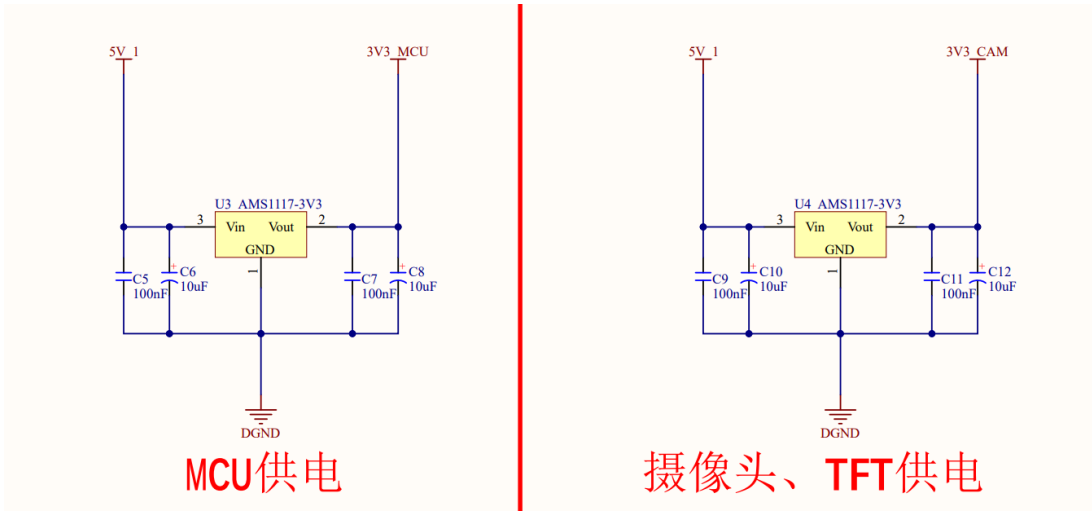 5V_1
3V3_MCU
U3 AMS1117-3V3
3
Vin
Vout
2
GND
1
C5
100nF
C6
10uF
C7
100nF
C8
10uF
DGND
MCU供电
5V_1
3V3_CAM
U4 AMS1117-3V3
3
Vin
Vout
2
GND
1
C9
100nF
C10
10uF
C11
100nF
C12
10uF
DGND
摄像头、TFT供电